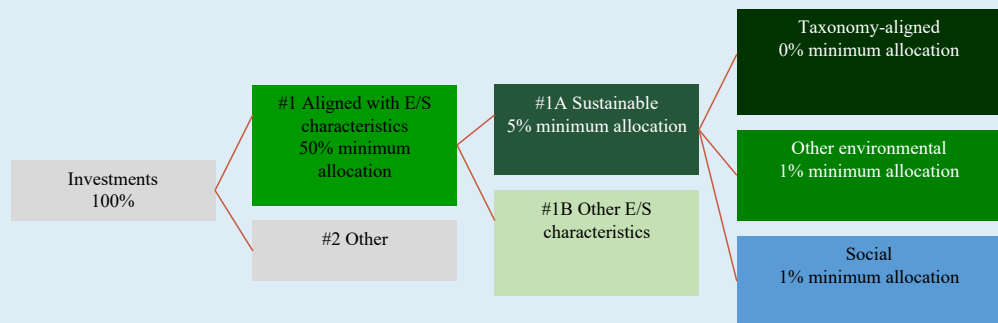 Investments
100%
#1 Aligned with E/S
characteristics
50% minimum
allocation
#2 Other
#1A Sustainable
5% minimum allocation
#1B Other E/S
characteristics
Taxonomy-aligned
0% minimum allocation
Other environmental
1% minimum allocation
Social
1% minimum allocation